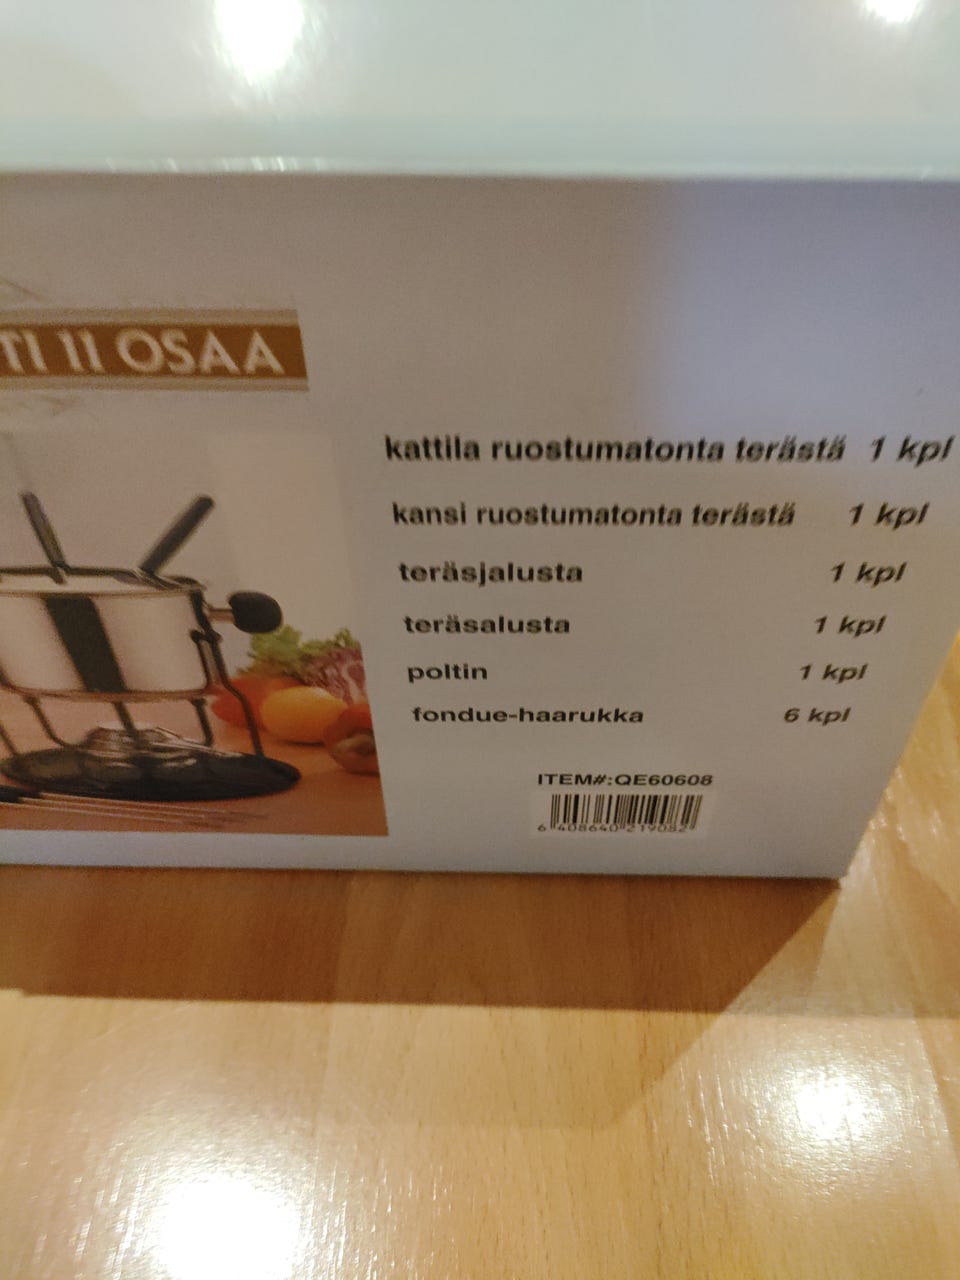 TI 11 OSAA
kattila ruostumatonta terästä 1 kpl
kansi ruostumatonta terästä 1 kpl
teräsjalusta 1 kpl
teräsalusta 1 kpl
poltin 1 kpl
fondue-haarukka 6 kpl
ITEM#:QE60608
6 408640 219082